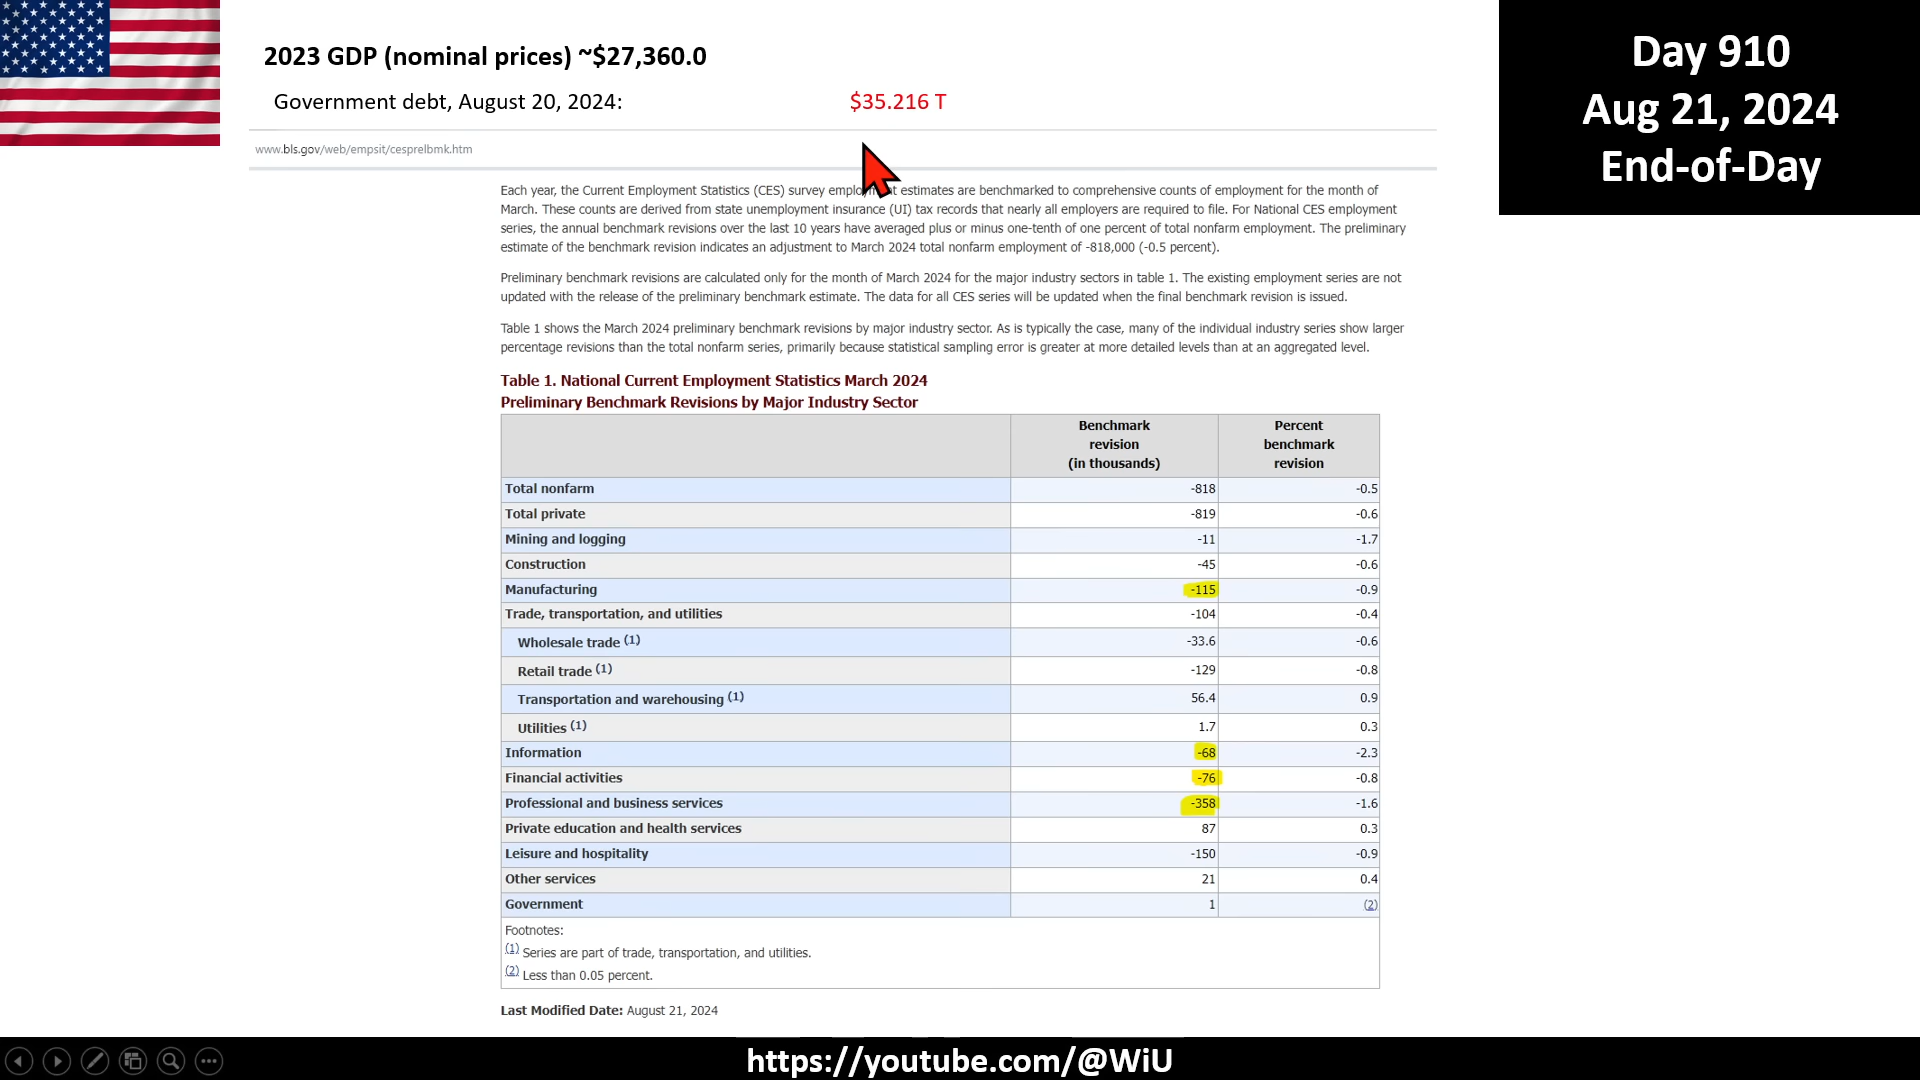 2023 GDP (nominal prices) ~$27,360.0
Government debt, August 20, 2024: $35.216 T
Day 910
Aug 21, 2024
End-of-Day
www.bls.gov/web/empsit/cesprelbmk.htm
Each year, the Current Employment Statistics (CES) survey employment estimates are benchmarked to comprehensive counts of employment for the month of
March. These counts are derived from state unemployment insurance (UI) tax records that nearly all employers are required to file. For National CES employment
series, the annual benchmark revisions over the last 10 years have averaged plus or minus one-tenth of one percent of total nonfarm employment. The preliminary
estimate of the benchmark revision indicates an adjustment to March 2024 total nonfarm employment of -818,000 (-0.5 percent).
Preliminary benchmark revisions are calculated only for the month of March 2024 for the major industry sectors in table 1. The existing employment series are not
updated with the release of the preliminary benchmark estimate. The data for all CES series will be updated when the final benchmark revision is issued.
Table 1 shows the March 2024 preliminary benchmark revisions by major industry sector. As is typically the case, many of the individual industry series show larger
percentage revisions than the total nonfarm series, primarily because statistical sampling error is greater at more detailed levels than at an aggregated level.
Table 1. National Current Employment Statistics March 2024
Preliminary Benchmark Revisions by Major Industry Sector
Benchmark revision (in thousands) Percent benchmark revision
Total nonfarm -818 -0.5
Total private -819 -0.6
Mining and logging -11 -1.7
Construction -45 -0.6
Manufacturing -115 -0.9
Trade, transportation, and utilities -104 -0.4
Wholesale trade (1) -33.6 -0.6
Retail trade (1) -129 -0.8
Transportation and warehousing (1) 56.4 0.9
Utilities (1) 1.7 0.3
Information -68 -2.3
Financial activities -76 -0.8
Professional and business services -358 -1.6
Private education and health services 87 0.3
Leisure and hospitality -150 -0.9
Other services 21 0.4
Government 1 (2)
Footnotes:
(1) Series are part of trade, transportation, and utilities.
(2) Less than 0.05 percent.
Last Modified Date: August 21, 2024
https://youtube.com/@WiU